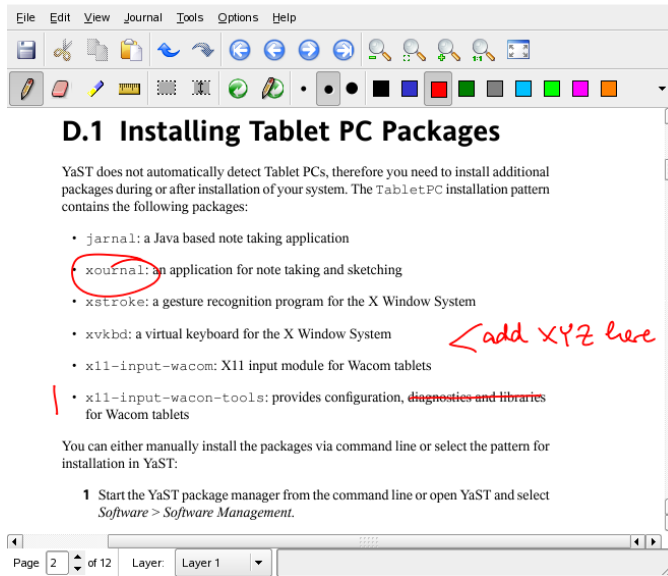 File Edit View Journal Tools Options Help
D.1 Installing Tablet PC Packages
YaST does not automatically detect Tablet PCs, therefore you need to install additional
packages during or after installation of your system. The TabletPC installation pattern
contains the following packages:
• jarnal: a Java based note taking application
• xournal: an application for note taking and sketching
• xstroke: a gesture recognition program for the X Window System
• xvkbd: a virtual keyboard for the X Window System
<add XYZ here
• x11-input-wacom: X11 input module for Wacom tablets
• x11-input-wacon-tools: provides configuration, diagnostics and libraries
for Wacom tablets
You can either manually install the packages via command line or select the pattern for
installation in YaST:
1 Start the YaST package manager from the command line or open YaST and select
Software > Software Management.
Page 2 of 12 Layer: Layer 1